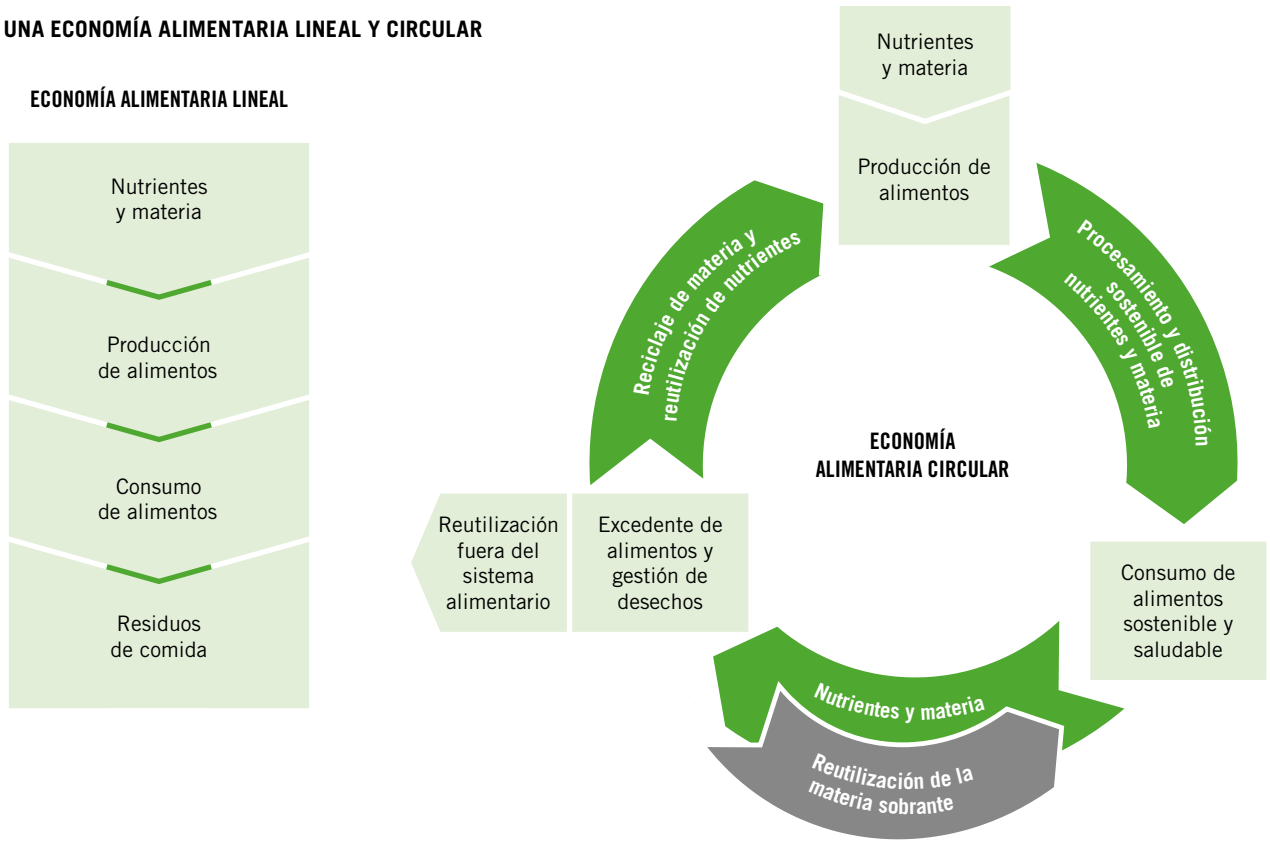 UNA ECONOMÍA ALIMENTARIA LINEAL Y CIRCULAR
ECONOMÍA ALIMENTARIA LINEAL
Nutrientes
y materia
Producción
de alimentos
Consumo
de alimentos
Residuos
de comida
Nutrientes
y materia
Producción de
alimentos
Procesamiento y distribución
sostenible de
nutrientes y materia
Consumo de
alimentos
sostenible y
saludable
Nutrientes y materia
Reutilización de la
materia sobrante
Excedente de
alimentos y
gestión de
desechos
Reutilización
fuera del
sistema
alimentario
Reciclaje de materia y
reutilización de nutrientes
ECONOMÍA
ALIMENTARIA CIRCULAR